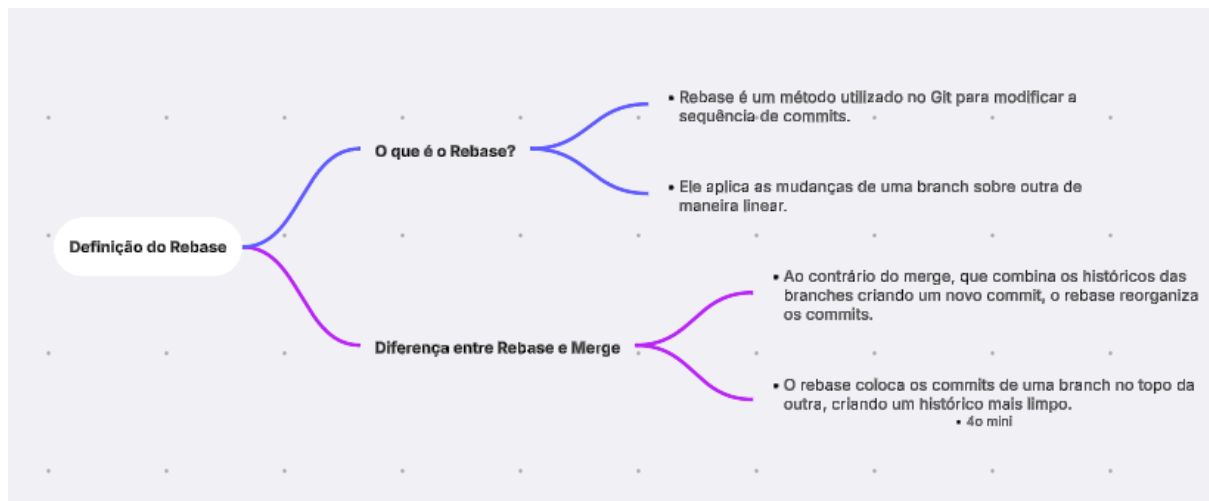 • Rebase é um método utilizado no Git para modificar a
sequência de commits.
O que é o Rebase?
• Ele aplica as mudanças de uma branch sobre outra de
maneira linear.
Definição do Rebase
• Ao contrário do merge, que combina os históricos das
branches criando um novo commit, o rebase reorganiza
os commits.
Diferença entre Rebase e Merge
• O rebase coloca os commits de uma branch no topo da
outra, criando um histórico mais limpo.
• 4o mini